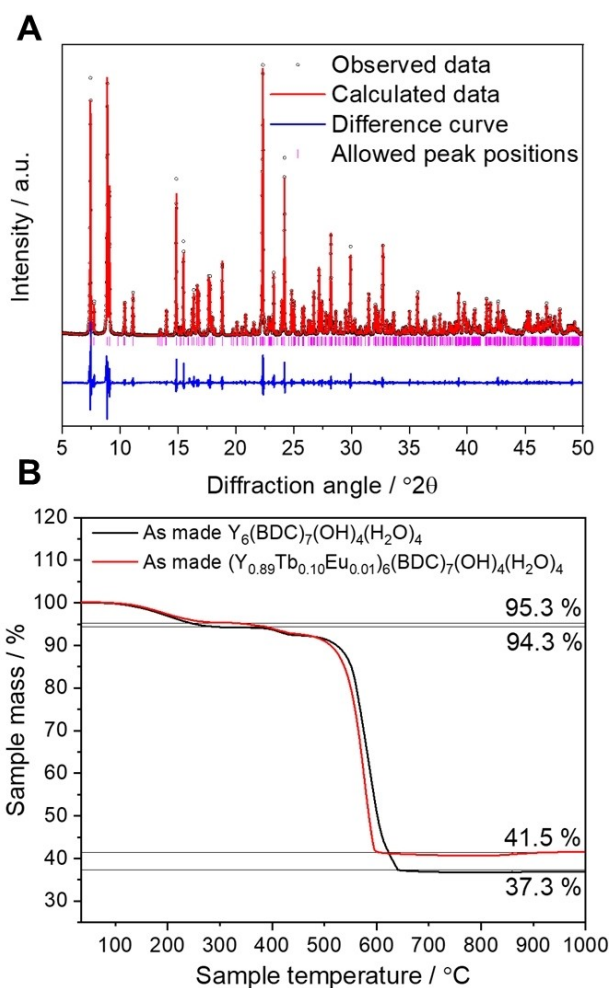 A
Intensity / a.u.
Observed data
Calculated data
Difference curve
Allowed peak positions
5 10 15 20 25 30 35 40 45 50
Diffraction angle / °2θ
B
Sample mass / %
120
110
100
90
80
70
60
50
40
30
As made Y₆(BDC)₇(OH)₄(H₂O)₄
As made (Y₀.₈₉Tb₀.₁₀Eu₀.₀₁)₆(BDC)₇(OH)₄(H₂O)₄
95.3 %
94.3 %
41.5 %
37.3 %
100 200 300 400 500 600 700 800 900 1000
Sample temperature / °C